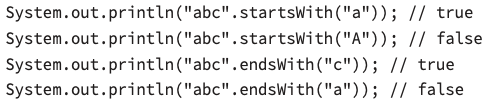 System.out.println("abc".startsWith("a")); // true
System.out.println("abc".startsWith("A")); // false
System.out.println("abc".endsWith("c")); // true
System.out.println("abc".endsWith("a")); // false